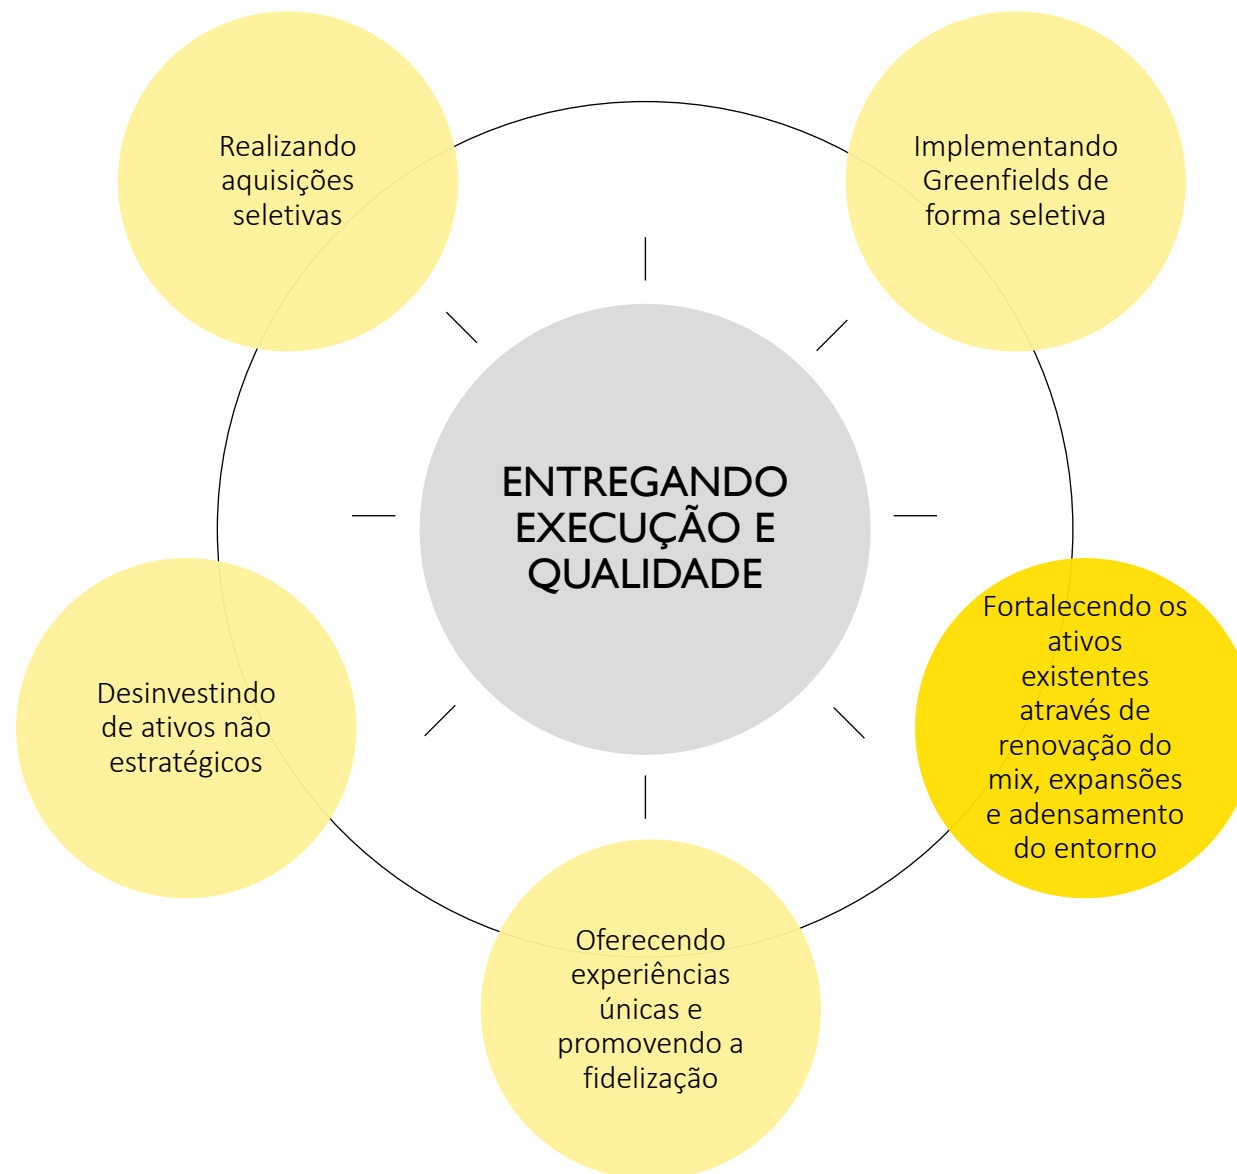 Realizando
aquisições
seletivas
Implementando
Greenfields de
forma seletiva
ENTREGANDO
EXECUÇÃO E
QUALIDADE
Fortalecendo os
ativos
existentes
através de
renovação do
mix, expansões
e adensamento
do entorno
Desinvestindo
de ativos não
estratégicos
Oferecendo
experiências
únicas e
promovendo a
fidelização